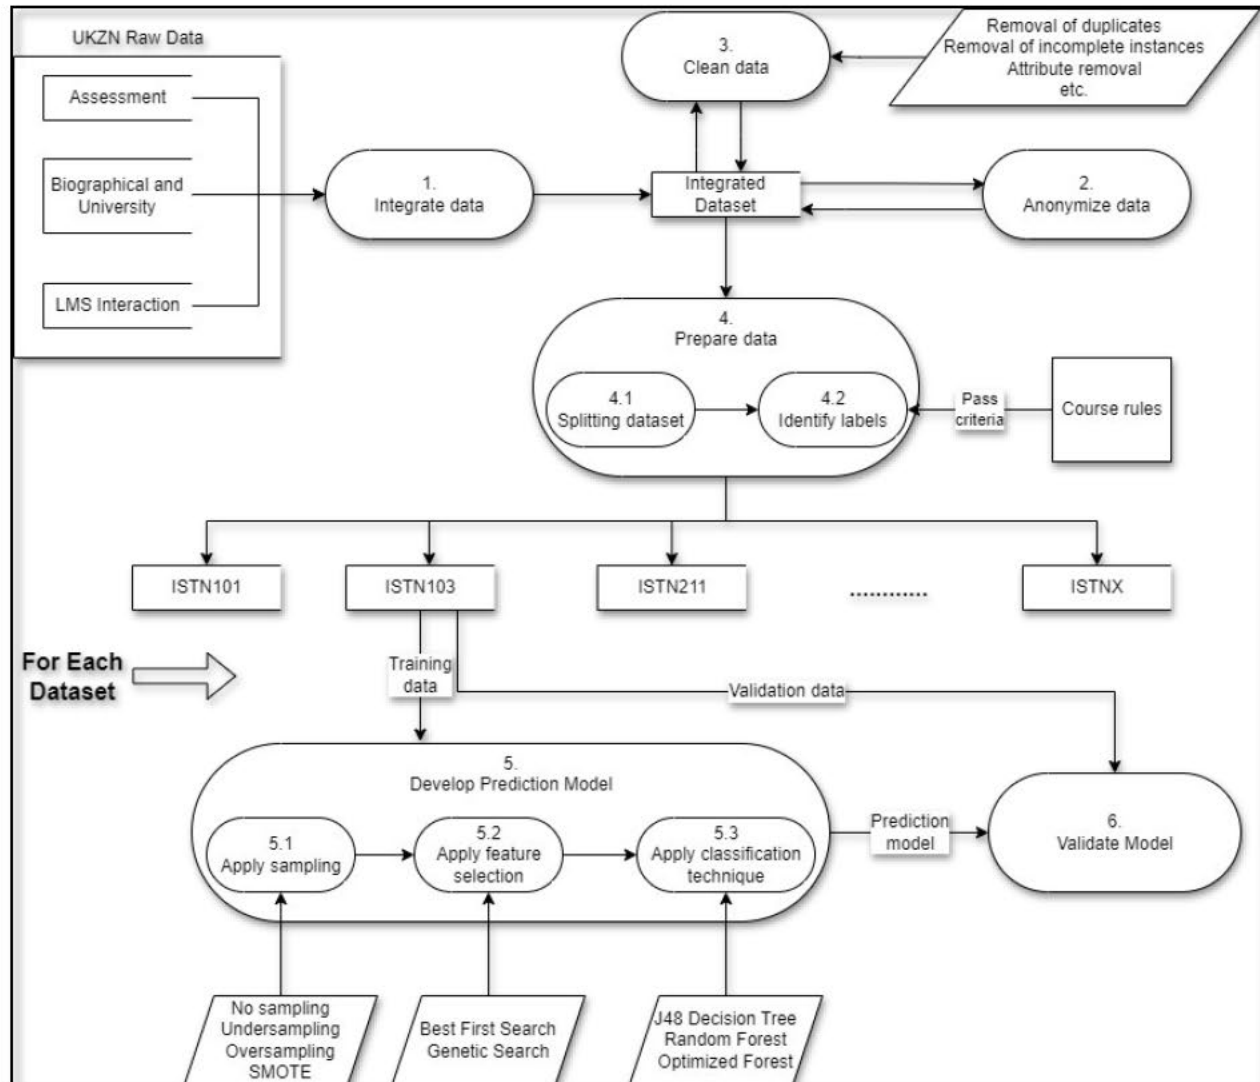 UKZN Raw Data
Assessment
Biographical and
University
LMS Interaction
1.
Integrate data
3.
Clean data
Removal of duplicates
Removal of incomplete instances
Attribute removal
etc.
Integrated
Dataset
2.
Anonymize data
4.
Prepare data
4.1
Splitting dataset
4.2
Identify labels
Pass
criteria
Course rules
ISTN101
ISTN103
ISTN211
............
ISTNX
For Each
Dataset
Training
data
Validation data
5.
Develop Prediction Model
5.1
Apply sampling
5.2
Apply feature
selection
5.3
Apply classification
technique
Prediction
model
6.
Validate Model
No sampling
Undersampling
Oversampling
SMOTE
Best First Search
Genetic Search
J48 Decision Tree
Random Forest
Optimized Forest